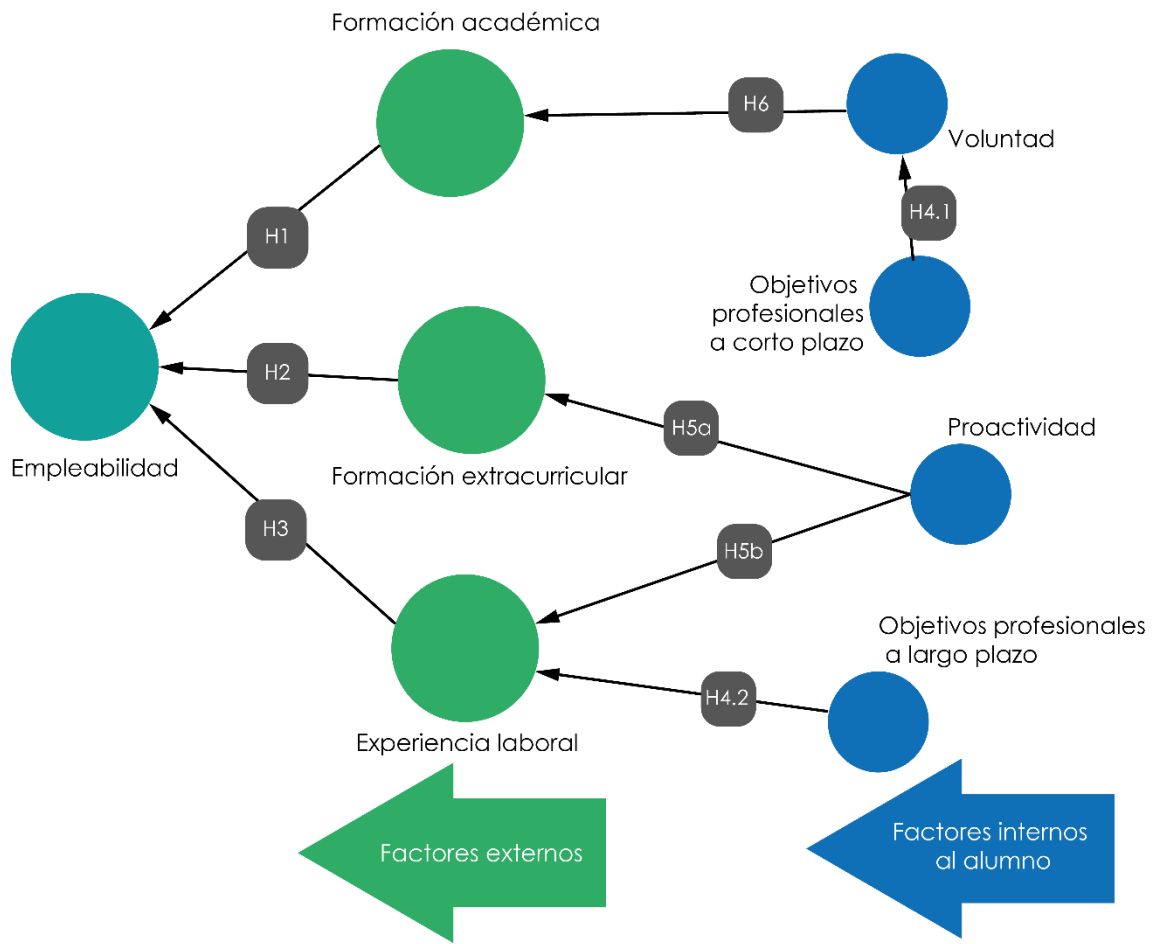 Formación académica
H6
Voluntad
H4.1
H1
Objetivos
profesionales
a corto plazo
H2
H5a
Proactividad
Empleabilidad
Formación extracurricular
H3
H5b
Objetivos profesionales
a largo plazo
H4.2
Experiencia laboral
Factores externos
Factores internos
al alumno